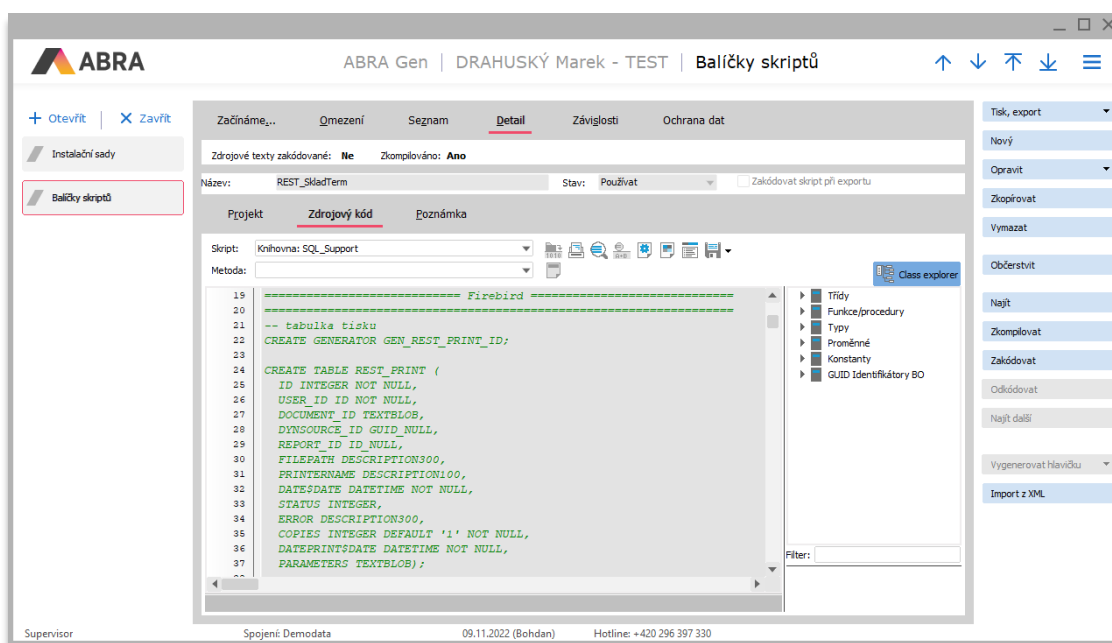 ABRA
ABRA Gen | DRAHUSKÝ Marek - TEST | Balíčky skriptů
+ Otevřít | X Zavřít
Instalační sady
Balíčky skriptů
Začínáme... Omezení Seznam Detail Závislosti Ochrana dat
Zdrojové texty zakódované: Ne Zkompilováno: Ano
Název: REST_SkladTerm Stav: Používat Zakódovat skript při exportu
Projekt Zdrojový kód Poznámka
Skript: Knihovna: SQL_Support
Metoda:
Class explorer
19 =========================== Firebird =============================
20 ===================================================================
21 -- tabulka tisku
22 CREATE GENERATOR GEN_REST_PRINT_ID;
23
24 CREATE TABLE REST_PRINT (
25 ID INTEGER NOT NULL,
26 USER_ID ID NOT NULL,
27 DOCUMENT_ID TEXTBLOB,
28 DYNSOURCE_ID GUID_NULL,
29 REPORT_ID ID_NULL,
30 FILEPATH DESCRIPTION300,
31 PRINTERNAME DESCRIPTION100,
32 DATE$DATE DATETIME NOT NULL,
33 STATUS INTEGER,
34 ERROR DESCRIPTION300,
35 COPIES INTEGER DEFAULT '1' NOT NULL,
36 DATEPRINT$DATE DATETIME NOT NULL,
37 PARAMETERS TEXTBLOB);
Třídy
Funkce/procedury
Typy
Proměnné
Konstanty
GUID Identifikátory BO
Filter:
Tisk, export
Nový
Opravit
Zkopírovat
Vymazat
Občerstvit
Najít
Zkompilovat
Zakódovat
Odkódovat
Najít další
Vygenerovat hlavičku
Import z XML
Supervisor Spojení: Demodata 09.11.2022 (Bohdan) Hotline: +420 296 397 330